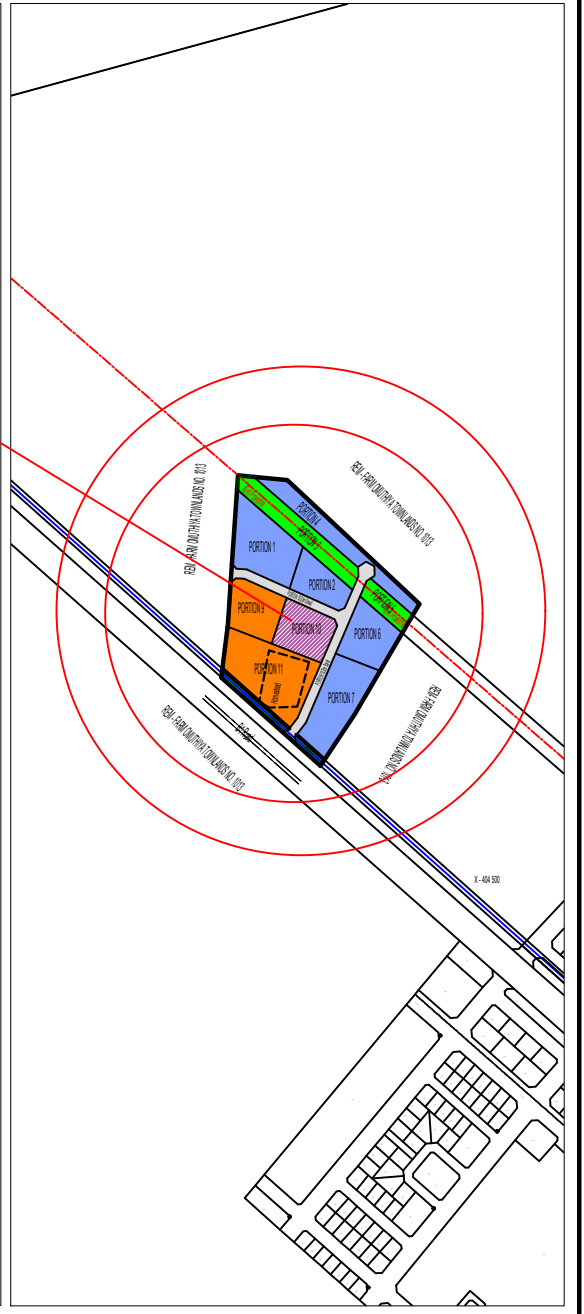 REM - FARM OMUTHIYA TOWNLANDS NO. 1013
REM - FARM OMUTHIYA TOWNLANDS NO. 1013
PORTION 4
PORTION 3
PORTION 1
PORTION 2
PORTION 9
PORTION 10
PORTION 6
PORTION 11
Homestead
PORTION 7
REM - FARM OMUTHIYA TOWNLANDS NO. 1013
REM - FARM OMUTHIYA TOWNLANDS NO. 1013
X - 404 500